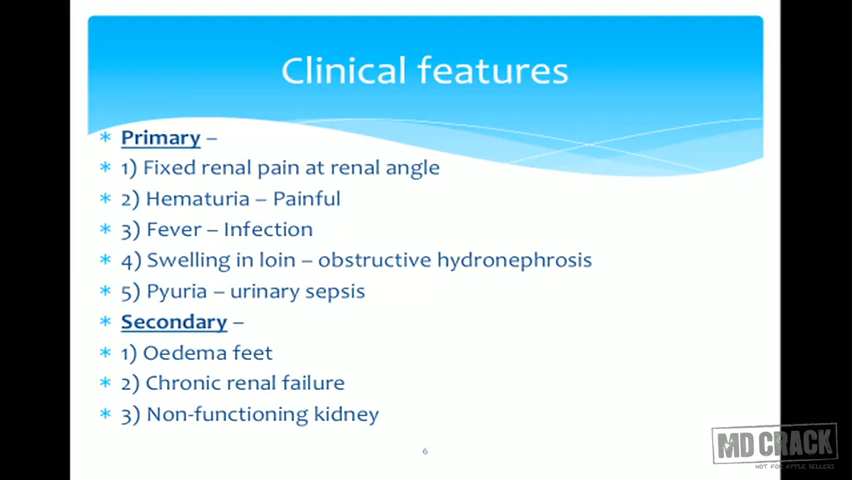 Clinical features
* Primary –
* 1) Fixed renal pain at renal angle
* 2) Hematuria – Painful
* 3) Fever – Infection
* 4) Swelling in loin – obstructive hydronephrosis
* 5) Pyuria – urinary sepsis
* Secondary –
* 1) Oedema feet
* 2) Chronic renal failure
* 3) Non-functioning kidney
6
MD CRACK
NOT FOR APPLE SELLERS